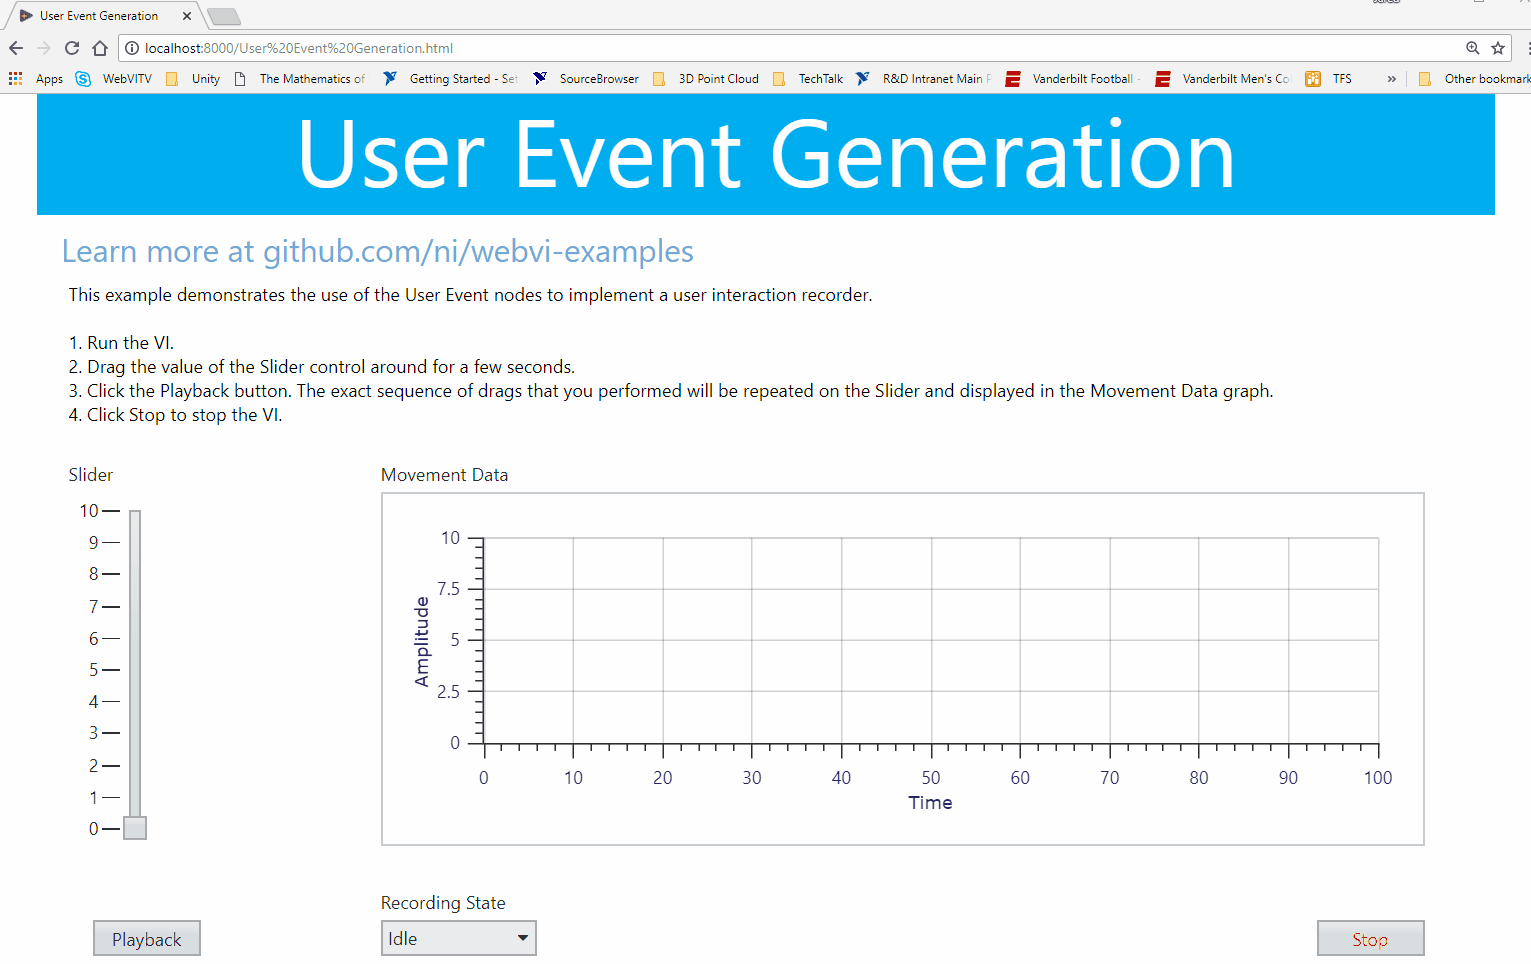 User Event Generation
localhost:8000/User%20Event%20Generation.html
Apps WebVITV Unity The Mathematics of Getting Started - Set SourceBrowser 3D Point Cloud TechTalk R&D Intranet Main P Vanderbilt Football - Vanderbilt Men's Co TFS » Other bookmark
User Event Generation
Learn more at github.com/ni/webvi-examples
This example demonstrates the use of the User Event nodes to implement a user interaction recorder.
1. Run the VI.
2. Drag the value of the Slider control around for a few seconds.
3. Click the Playback button. The exact sequence of drags that you performed will be repeated on the Slider and displayed in the Movement Data graph.
4. Click Stop to stop the VI.
Slider
10
9
8
7
6
5
4
3
2
1
0
Movement Data
10
7.5
5
2.5
0
Amplitude
0 10 20 30 40 50 60 70 80 90 100
Time
Recording State
Playback
Idle
Stop